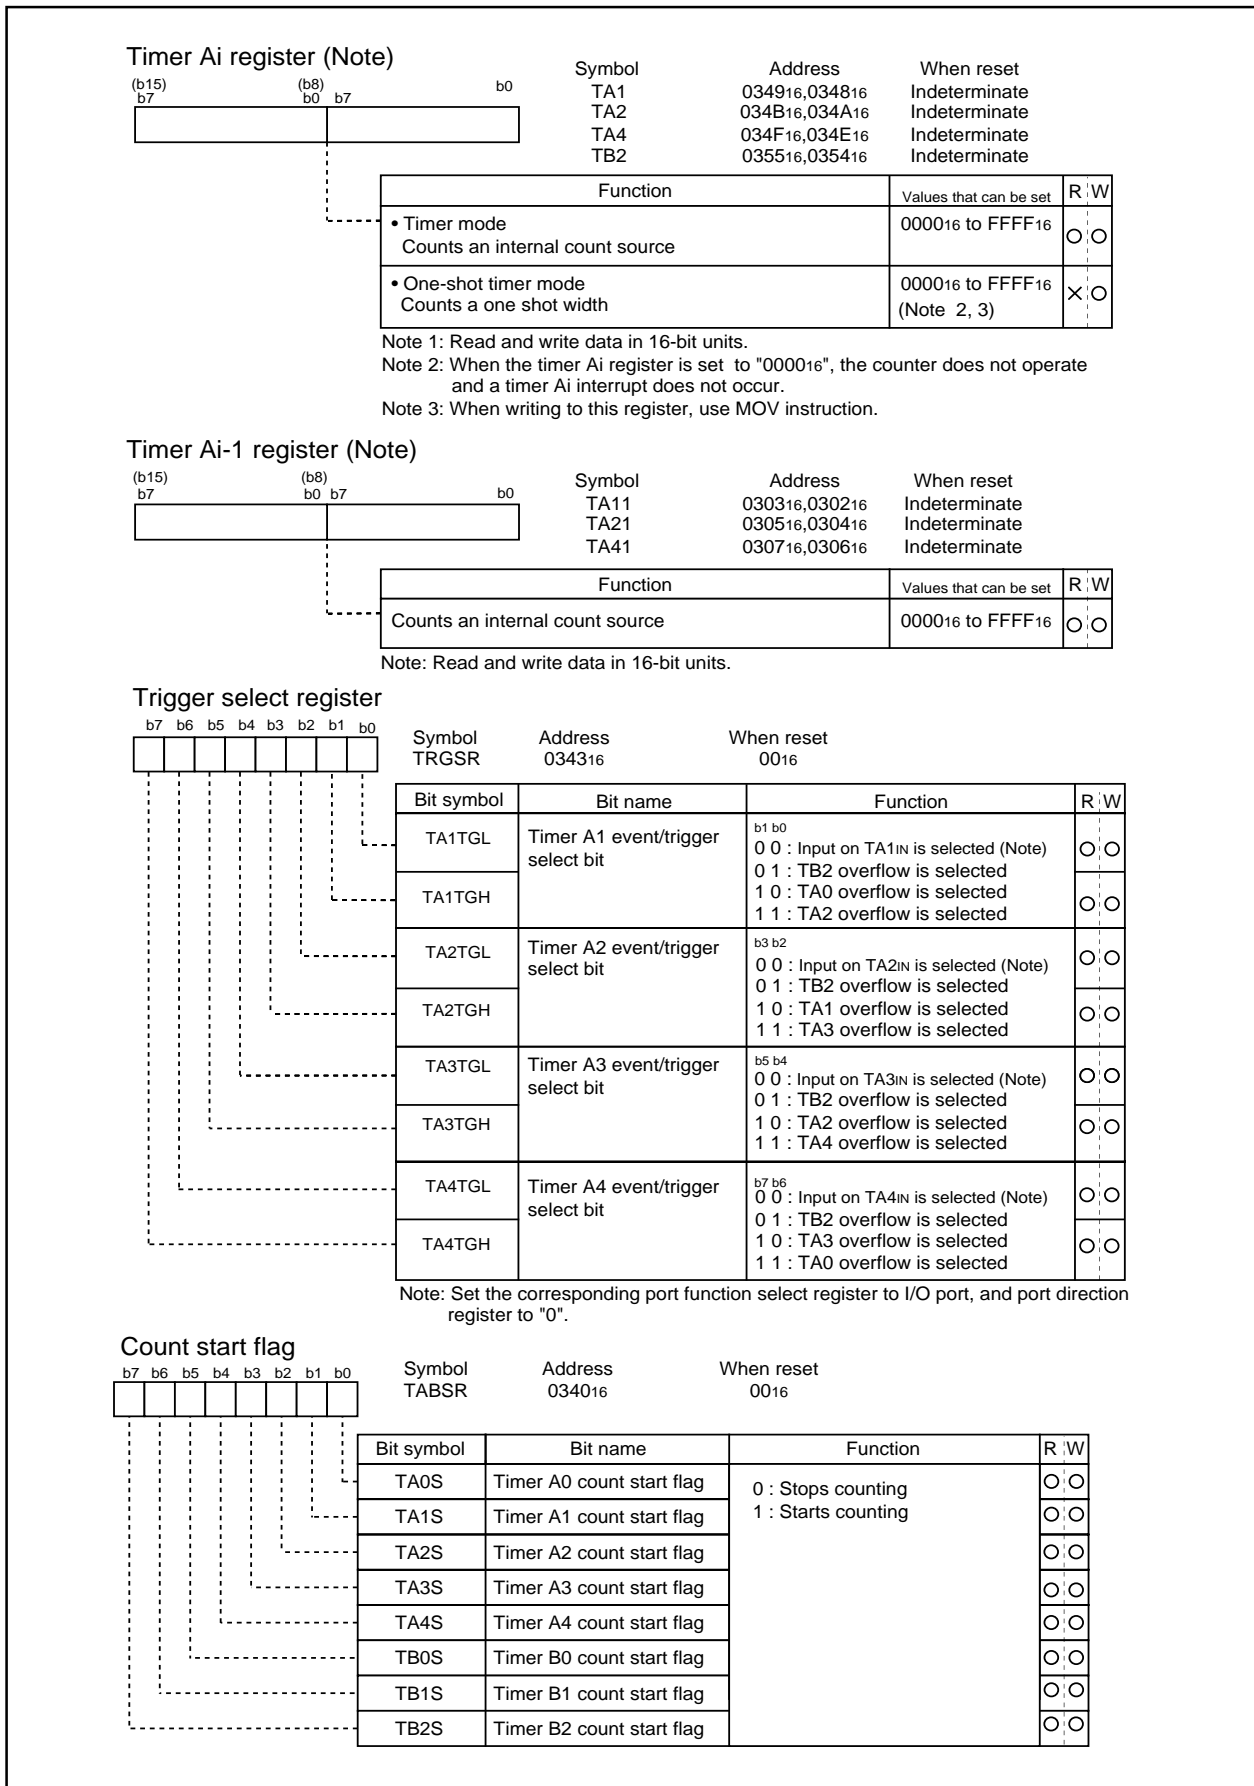 Timer Ai register (Note)
(b15) (b8)
b7 b0 b7 b0
Symbol Address When reset
TA1 034916,034816 Indeterminate
TA2 034B16,034A16 Indeterminate
TA4 034F16,034E16 Indeterminate
TB2 035516,035416 Indeterminate
Function Values that can be set R W
• Timer mode 000016 to FFFF16
Counts an internal count source
• One-shot timer mode 000016 to FFFF16
Counts a one shot width (Note 2, 3)
Note 1: Read and write data in 16-bit units.
Note 2: When the timer Ai register is set to "000016", the counter does not operate
and a timer Ai interrupt does not occur.
Note 3: When writing to this register, use MOV instruction.
Timer Ai-1 register (Note)
(b15) (b8)
b7 b0 b7 b0
Symbol Address When reset
TA11 030316,030216 Indeterminate
TA21 030516,030416 Indeterminate
TA41 030716,030616 Indeterminate
Function Values that can be set R W
Counts an internal count source 000016 to FFFF16
Note: Read and write data in 16-bit units.
Trigger select register
b7 b6 b5 b4 b3 b2 b1 b0
Symbol Address When reset
TRGSR 034316 0016
Bit symbol Bit name Function R W
TA1TGL Timer A1 event/trigger
select bit
b1 b0
0 0 : Input on TA1IN is selected (Note)
0 1 : TB2 overflow is selected
TA1TGH 1 0 : TA0 overflow is selected
1 1 : TA2 overflow is selected
TA2TGL Timer A2 event/trigger
select bit
b3 b2
0 0 : Input on TA2IN is selected (Note)
0 1 : TB2 overflow is selected
TA2TGH 1 0 : TA1 overflow is selected
1 1 : TA3 overflow is selected
TA3TGL Timer A3 event/trigger
select bit
b5 b4
0 0 : Input on TA3IN is selected (Note)
0 1 : TB2 overflow is selected
TA3TGH 1 0 : TA2 overflow is selected
1 1 : TA4 overflow is selected
TA4TGL Timer A4 event/trigger
select bit
b7 b6
0 0 : Input on TA4IN is selected (Note)
0 1 : TB2 overflow is selected
TA4TGH 1 0 : TA3 overflow is selected
1 1 : TA0 overflow is selected
Note: Set the corresponding port function select register to I/O port, and port direction
register to "0".
Count start flag
b7 b6 b5 b4 b3 b2 b1 b0
Symbol Address When reset
TABSR 034016 0016
Bit symbol Bit name Function R W
TA0S Timer A0 count start flag 0 : Stops counting
TA1S Timer A1 count start flag 1 : Starts counting
TA2S Timer A2 count start flag
TA3S Timer A3 count start flag
TA4S Timer A4 count start flag
TB0S Timer B0 count start flag
TB1S Timer B1 count start flag
TB2S Timer B2 count start flag